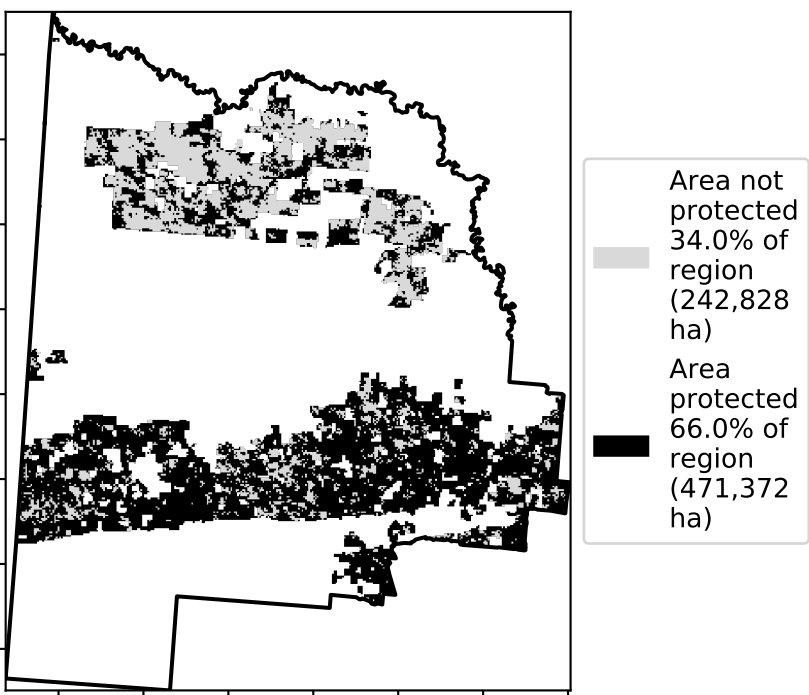 Area not
protected
34.0% of
region
(242,828
ha)
Area
protected
66.0% of
region
(471,372
ha)